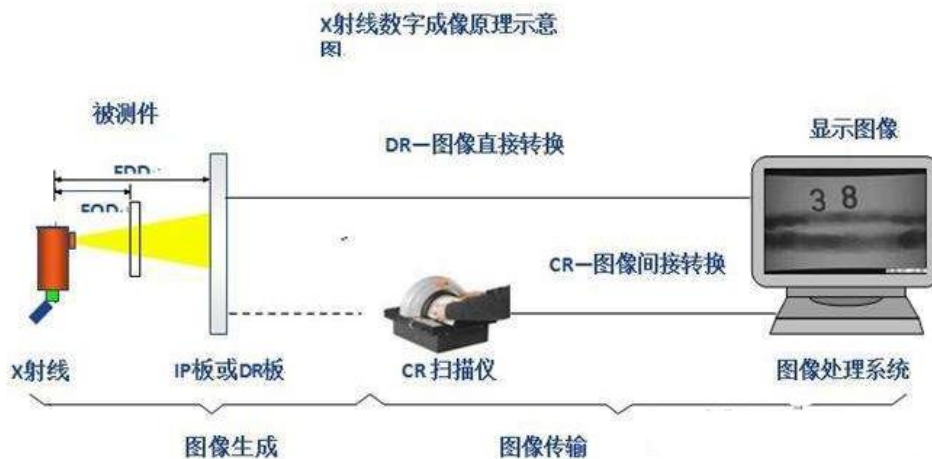 X射线数字成像原理示意
图
被测件
DR—图像直接转换
显示图像
38
CR—图像间接转换
X射线
IP板或DR板
CR 扫描仪
图像处理系统
图像生成
图像传输